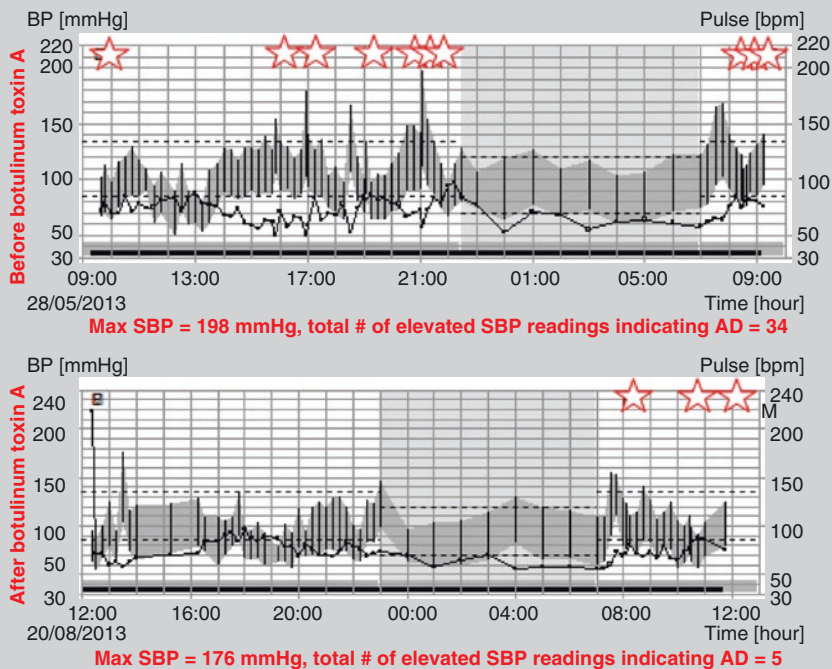 BP [mmHg] Pulse [bpm]
Before botulinum toxin A
220 220
200 200
150 150
100 100
50 50
30 30
09:00 13:00 17:00 21:00 01:00 05:00 09:00
28/05/2013 Time [hour]
Max SBP = 198 mmHg, total # of elevated SBP readings indicating AD = 34
BP [mmHg] Pulse [bpm]
After botulinum toxin A
240 240
M
200 200
150 150
100 100
50 50
30 30
12:00 16:00 20:00 00:00 04:00 08:00 12:00
20/08/2013 Time [hour]
Max SBP = 176 mmHg, total # of elevated SBP readings indicating AD = 5